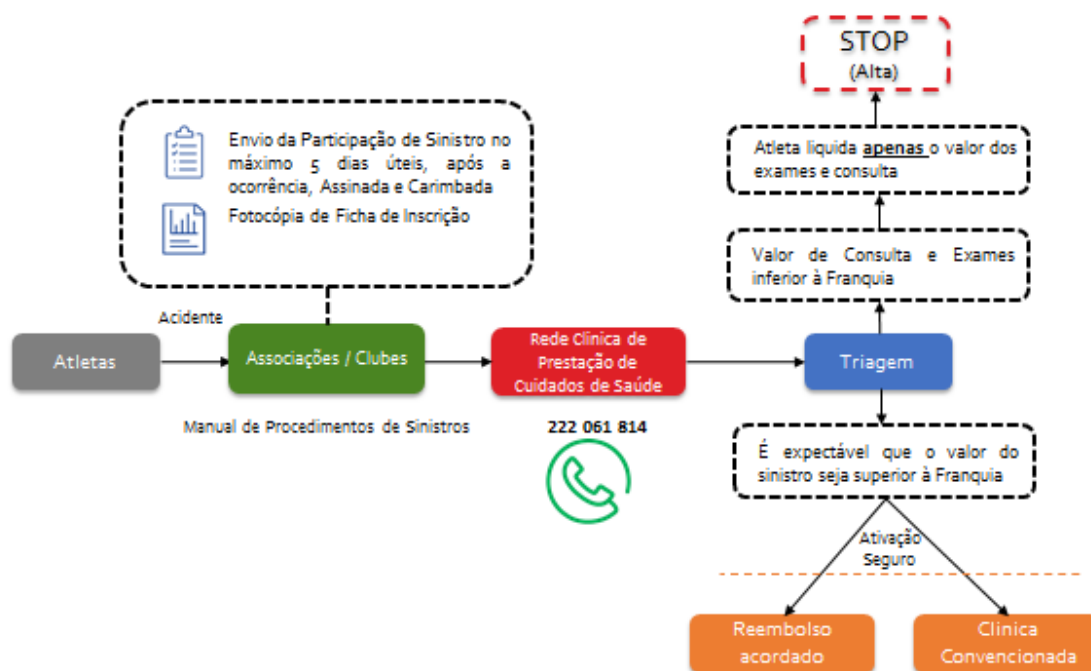 STOP
(Alta)
Envio da Participação de Sinistro no
máximo 5 dias úteis, após a
ocorrência, Assinada e Carimbada
Fotocópia de Ficha de Inscrição
Atleta liquida apenas o valor dos
exames e consulta
Valor de Consulta e Exames
inferior à Franquia
Acidente
Atletas
Associações / Clubes
Rede Clinica de
Prestação de
Cuidados de Saúde
Triagem
Manual de Procedimentos de Sinistros
222 061 814
É expectável que o valor do
sinistro seja superior à Franquia
Ativação
Seguro
Reembolso
acordado
Clinica
Convencionada